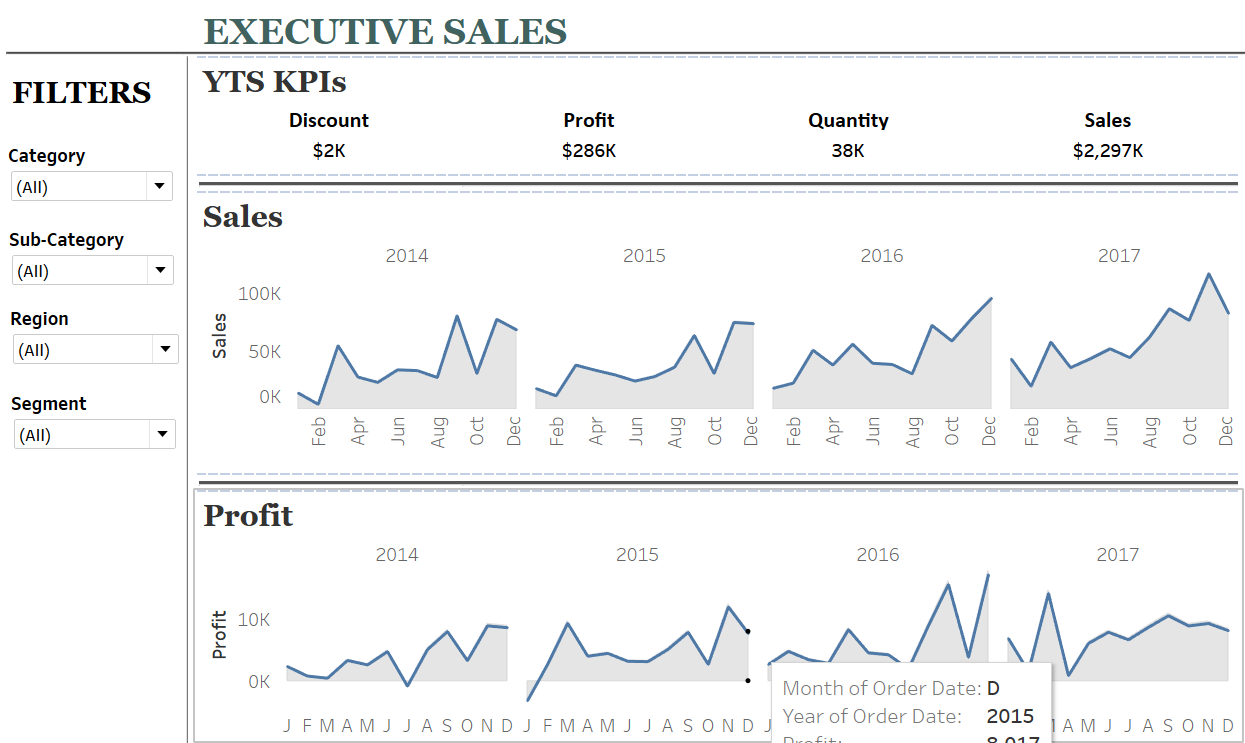 EXECUTIVE SALES
FILTERS
Category
(All)
Sub-Category
(All)
Region
(All)
Segment
(All)
YTS KPIs
Discount Profit Quantity Sales
$2K $286K 38K $2,297K
Sales
2014 2015 2016 2017
Sales
100K
50K
0K
Feb Apr Jun Aug Oct Dec Feb Apr Jun Aug Oct Dec Feb Apr Jun Aug Oct Dec Feb Apr Jun Aug Oct Dec
Profit
2014 2015 2016 2017
Profit
10K
0K
J F M A M J J A S O N D J F M A M J J A S O N D J A M J J A S O N D
Month of Order Date: D
Year of Order Date: 2015
Profit: 8,017